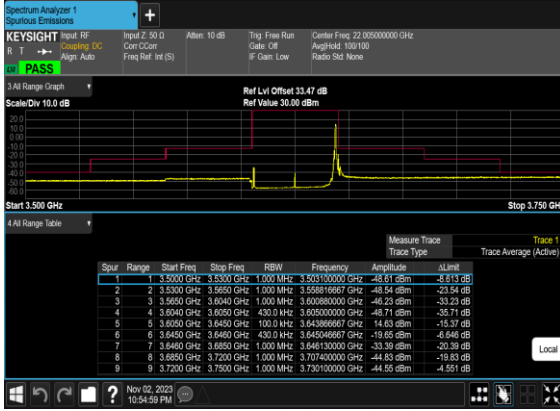 Spectrum Analyzer 1
Spurious Emissions
+
KEYSIGHT Input: RF Input Z: 50 Ω Atten: 10 dB Trig: Free Run Center Freq: 22.005000000 GHz
R T Coupling: DC Corr CCorr Gate: Off Avg|Hold: 100/100
Align: Auto Freq Ref: Int (S) IF Gain: Low Radio Std: None
PASS
3 All Range Graph
Ref Lvl Offset 33.47 dB
Scale/Div 10.0 dB Ref Value 30.00 dBm
20.0
10.0
0.00
-10.0
-20.0
-30.0
-40.0
-50.0
-60.0
Start 3.500 GHz Stop 3.750 GH
4 All Range Table
Measure Trace Trace 1
Trace Type Trace Average (Active)
Spur Range Start Freq Stop Freq RBW Frequency Amplitude ΔLimit
1 1 3.5000 GHz 3.5300 GHz 1.000 MHz 3.503100000 GHz -48.61 dBm -8.613 dB
2 2 3.5300 GHz 3.5650 GHz 1.000 MHz 3.558816667 GHz -48.54 dBm -23.54 dB
3 3 3.5650 GHz 3.6040 GHz 1.000 MHz 3.600880000 GHz -46.23 dBm -33.23 dB
4 4 3.6040 GHz 3.6050 GHz 430.0 kHz 3.605000000 GHz -48.71 dBm -35.71 dB
5 5 3.6050 GHz 3.6450 GHz 100.0 kHz 3.643866667 GHz 14.63 dBm -15.37 dB
6 6 3.6450 GHz 3.6460 GHz 430.0 kHz 3.645046667 GHz -19.65 dBm -6.646 dB
7 7 3.6460 GHz 3.6850 GHz 1.000 MHz 3.646130000 GHz -33.39 dBm -20.39 dB
8 8 3.6850 GHz 3.7200 GHz 1.000 MHz 3.707400000 GHz -44.83 dBm -19.83 dB
9 9 3.7200 GHz 3.7500 GHz 1.000 MHz 3.730100000 GHz -44.55 dBm -4.551 dB
Local
? Nov 02, 2023
10:54:59 PM